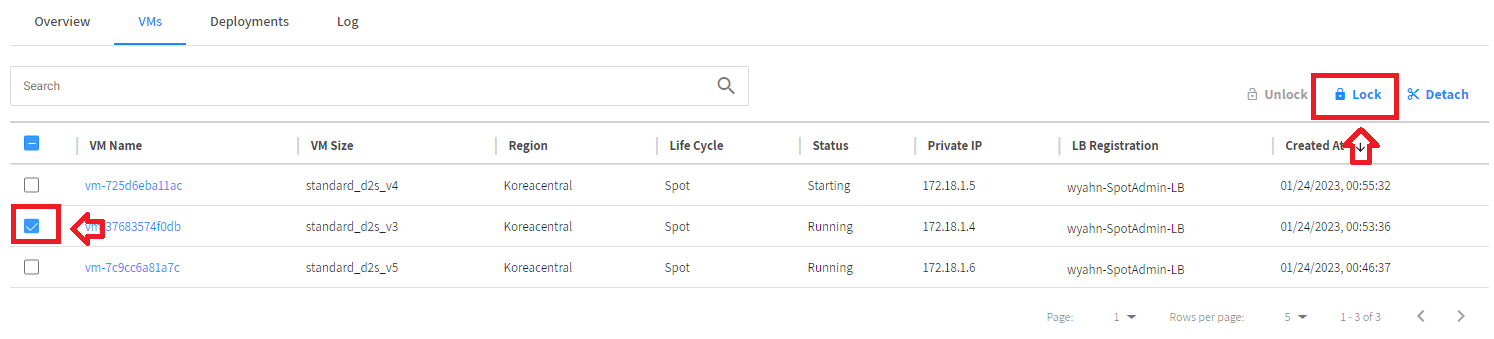 Overview VMs Deployments Log
Search
Unlock Lock Detach
VM Name VM Size Region Life Cycle Status Private IP LB Registration Created At
vm-725d6eba11ac standard_d2s_v4 Koreacentral Spot Starting 172.18.1.5 wyahn-SpotAdmin-LB 01/24/2023, 00:55:32
vm-37683574f0db standard_d2s_v3 Koreacentral Spot Running 172.18.1.4 wyahn-SpotAdmin-LB 01/24/2023, 00:53:36
vm-7c9cc6a81a7c standard_d2s_v5 Koreacentral Spot Running 172.18.1.6 wyahn-SpotAdmin-LB 01/24/2023, 00:46:37
Page: 1 Rows per page: 5 1 - 3 of 3